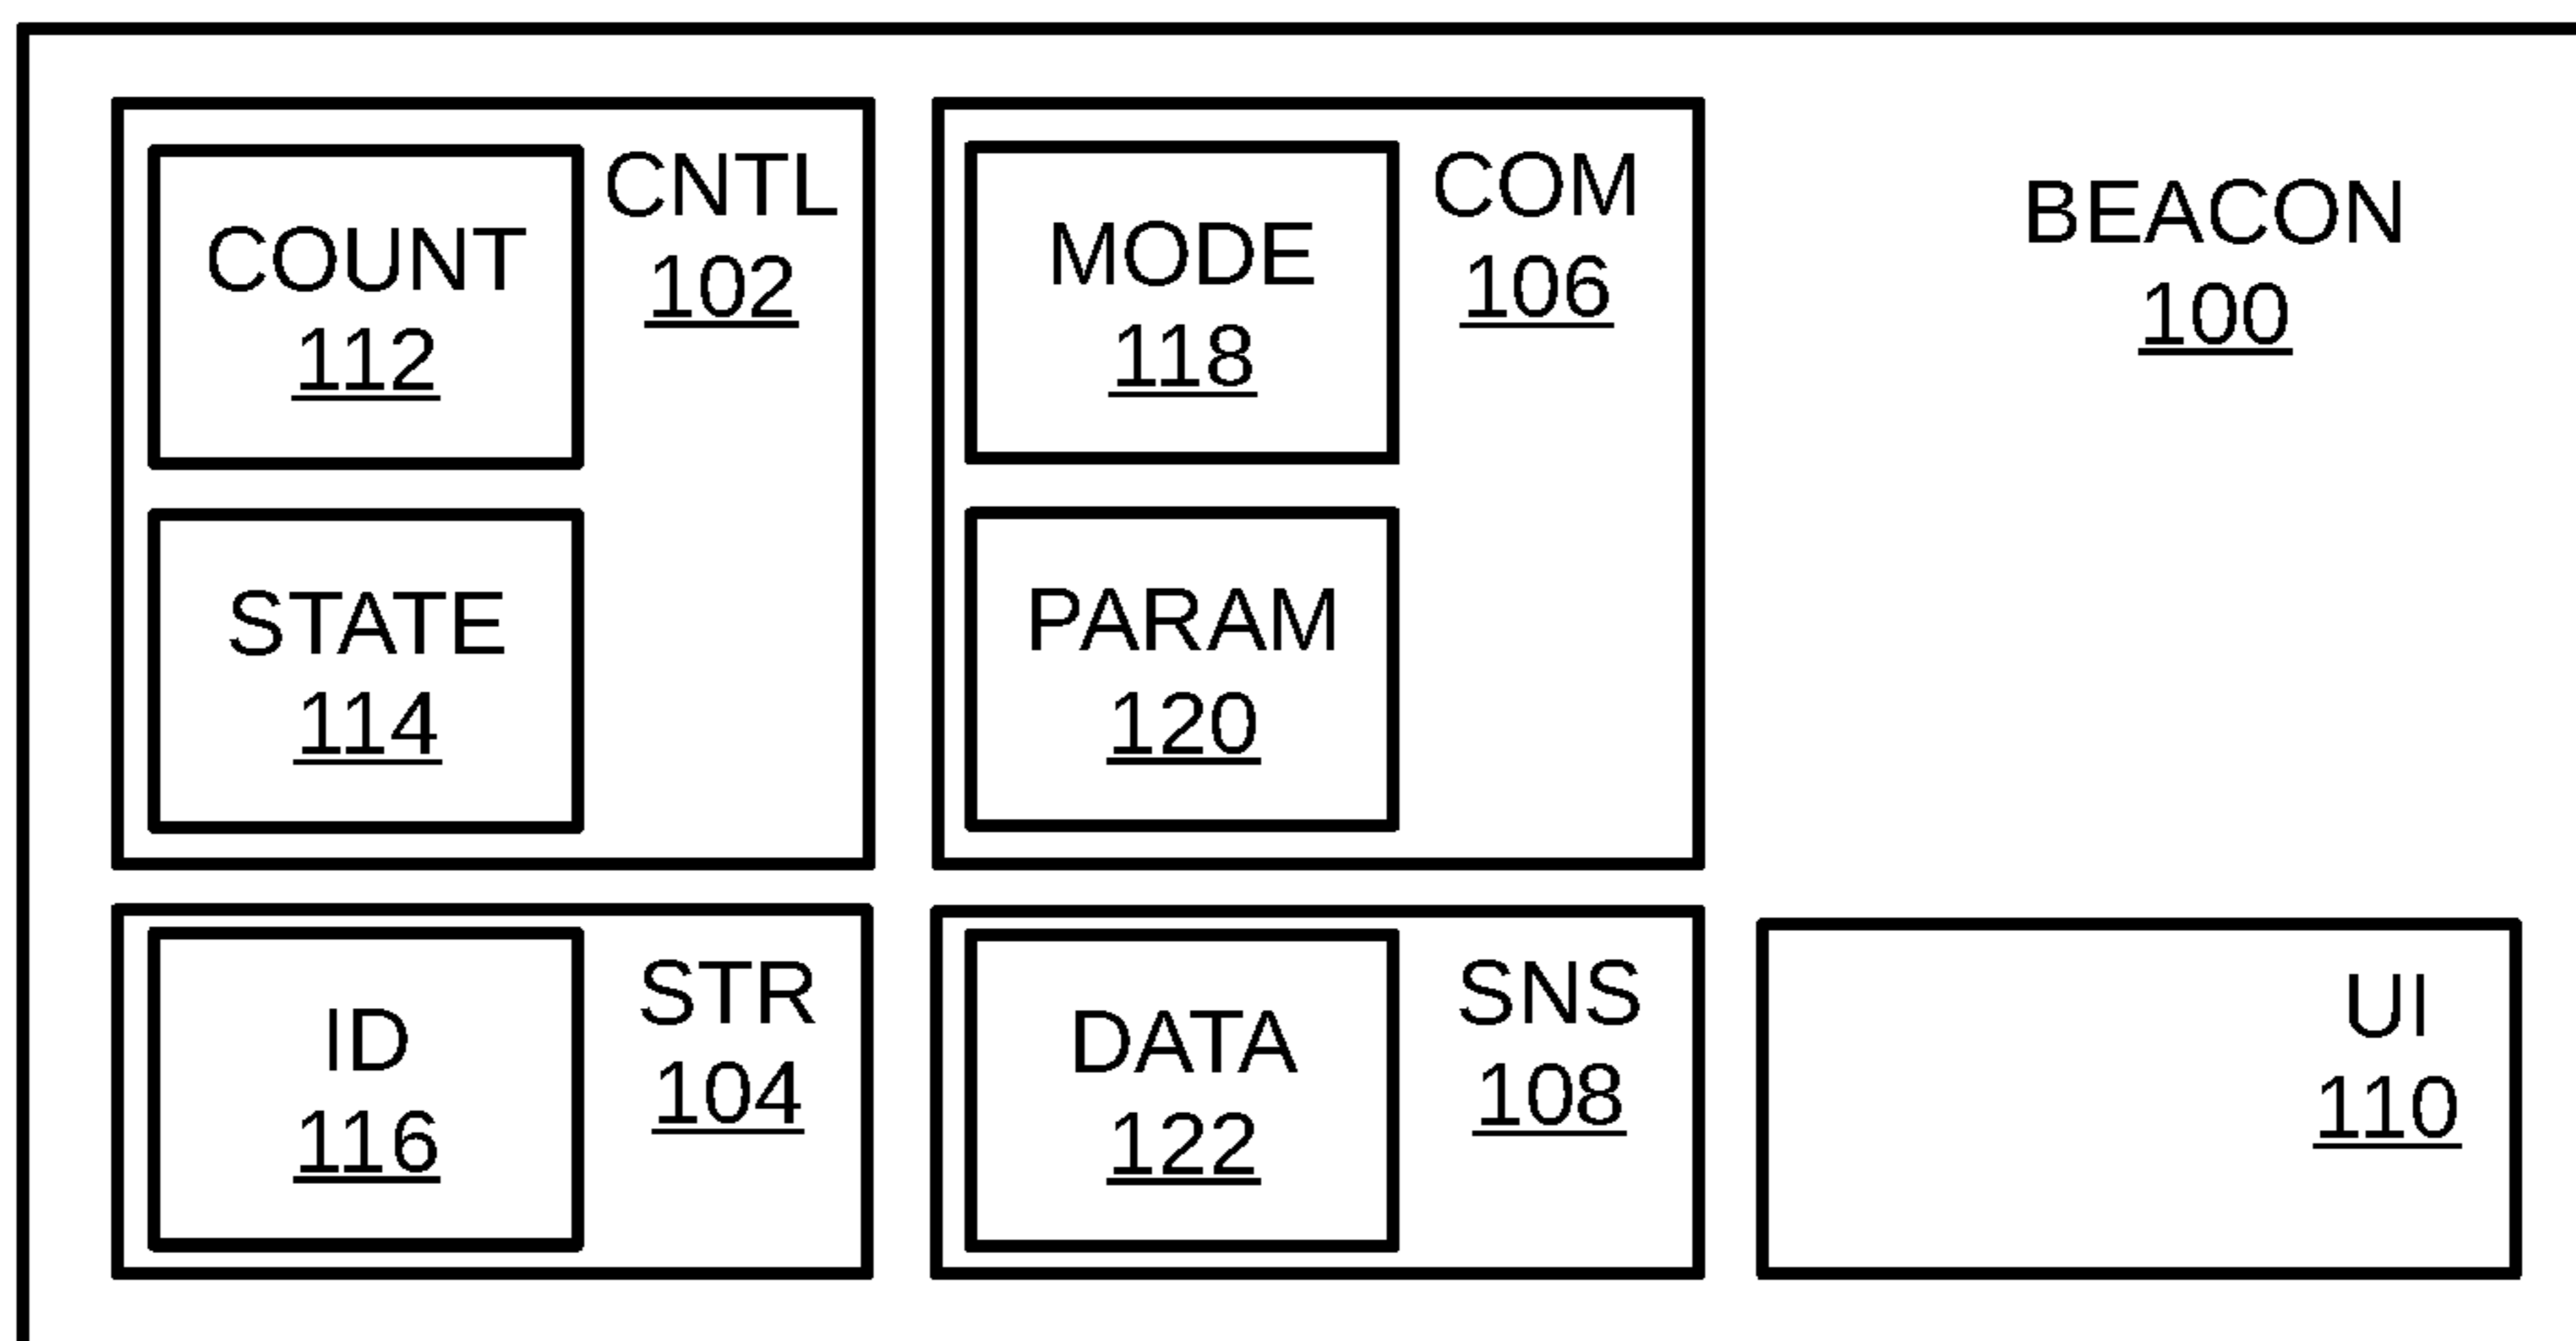 CNTL
102
COUNT
112
STATE
114
COM
106
MODE
118
PARAM
120
BEACON
100
STR
104
ID
116
SNS
108
DATA
122
UI
110